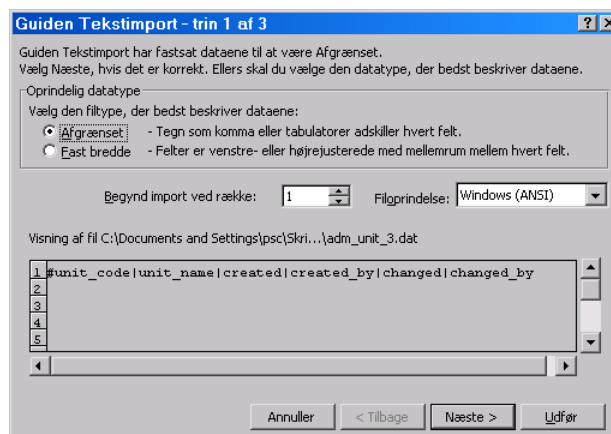 Guiden Tekstimport - trin 1 af 3
Guiden Tekstimport har fastsat dataene til at være Afgrænset.
Vælg Næste, hvis det er korrekt. Ellers skal du vælge den datatype, der bedst beskriver dataene.
Oprindelig datatype
Vælg den filtype, der bedst beskriver dataene:
Afgrænset - Tegn som komma eller tabulatorer adskiller hvert felt.
Fast bredde - Felter er venstre- eller højrejusterede med mellemrum mellem hvert felt.
Begynd import ved række: 1 Filoprindelse: Windows (ANSI)
Visning af fil C:\Documents and Settings\psc\Skri...\adm_unit_3.dat
1 #unit_code|unit_name|created|created_by|changed|changed_by
2
3
4
5
Annuller < Tilbage Næste > Udfør